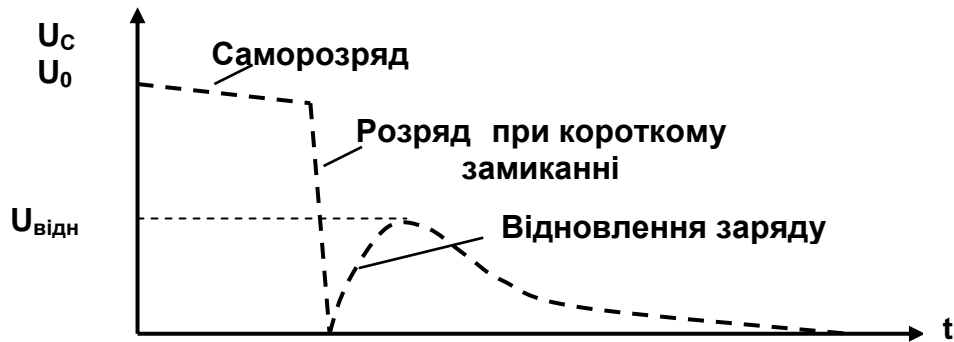 U_C
U_0
Саморозряд
Розряд при короткому
замиканні
U_відн
Відновлення заряду
t